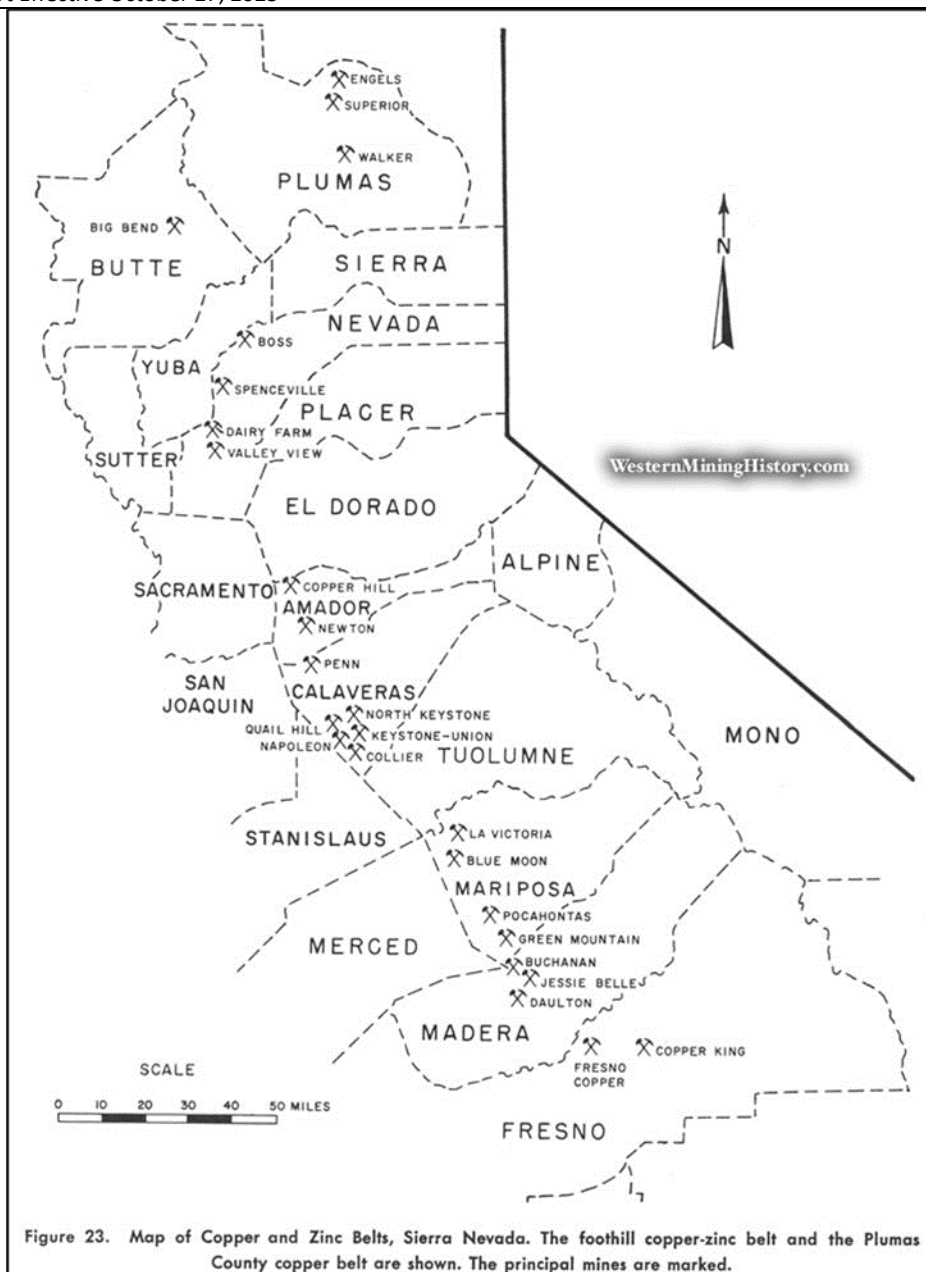 Effective October 27, 2023
ENGELS
SUPERIOR
WALKER
PLUMAS
BIG BEND
BUTTE
SIERRA
NEVADA
BOSS
YUBA
SPENCEVILLE
PLACER
DAIRY FARM
SUTTER
VALLEY VIEW
N
WesternMiningHistory.com
EL DORADO
ALPINE
SACRAMENTO
COPPER HILL
AMADOR
NEWTON
PENN
SAN
JOAQUIN
CALAVERAS
NORTH KEYSTONE
QUAIL HILL
KEYSTONE-UNION
NAPOLEON
COLLIER
TUOLUMNE
MONO
STANISLAUS
LA VICTORIA
BLUE MOON
MARIPOSA
POCAHONTAS
GREEN MOUNTAIN
MERCED
BUCHANAN
JESSIE BELLE
DAULTON
MADERA
FRESNO
COPPER
COPPER KING
SCALE
0 10 20 30 40 50 MILES
FRESNO
Figure 23. Map of Copper and Zinc Belts, Sierra Nevada. The foothill copper-zinc belt and the Plumas
County copper belt are shown. The principal mines are marked.